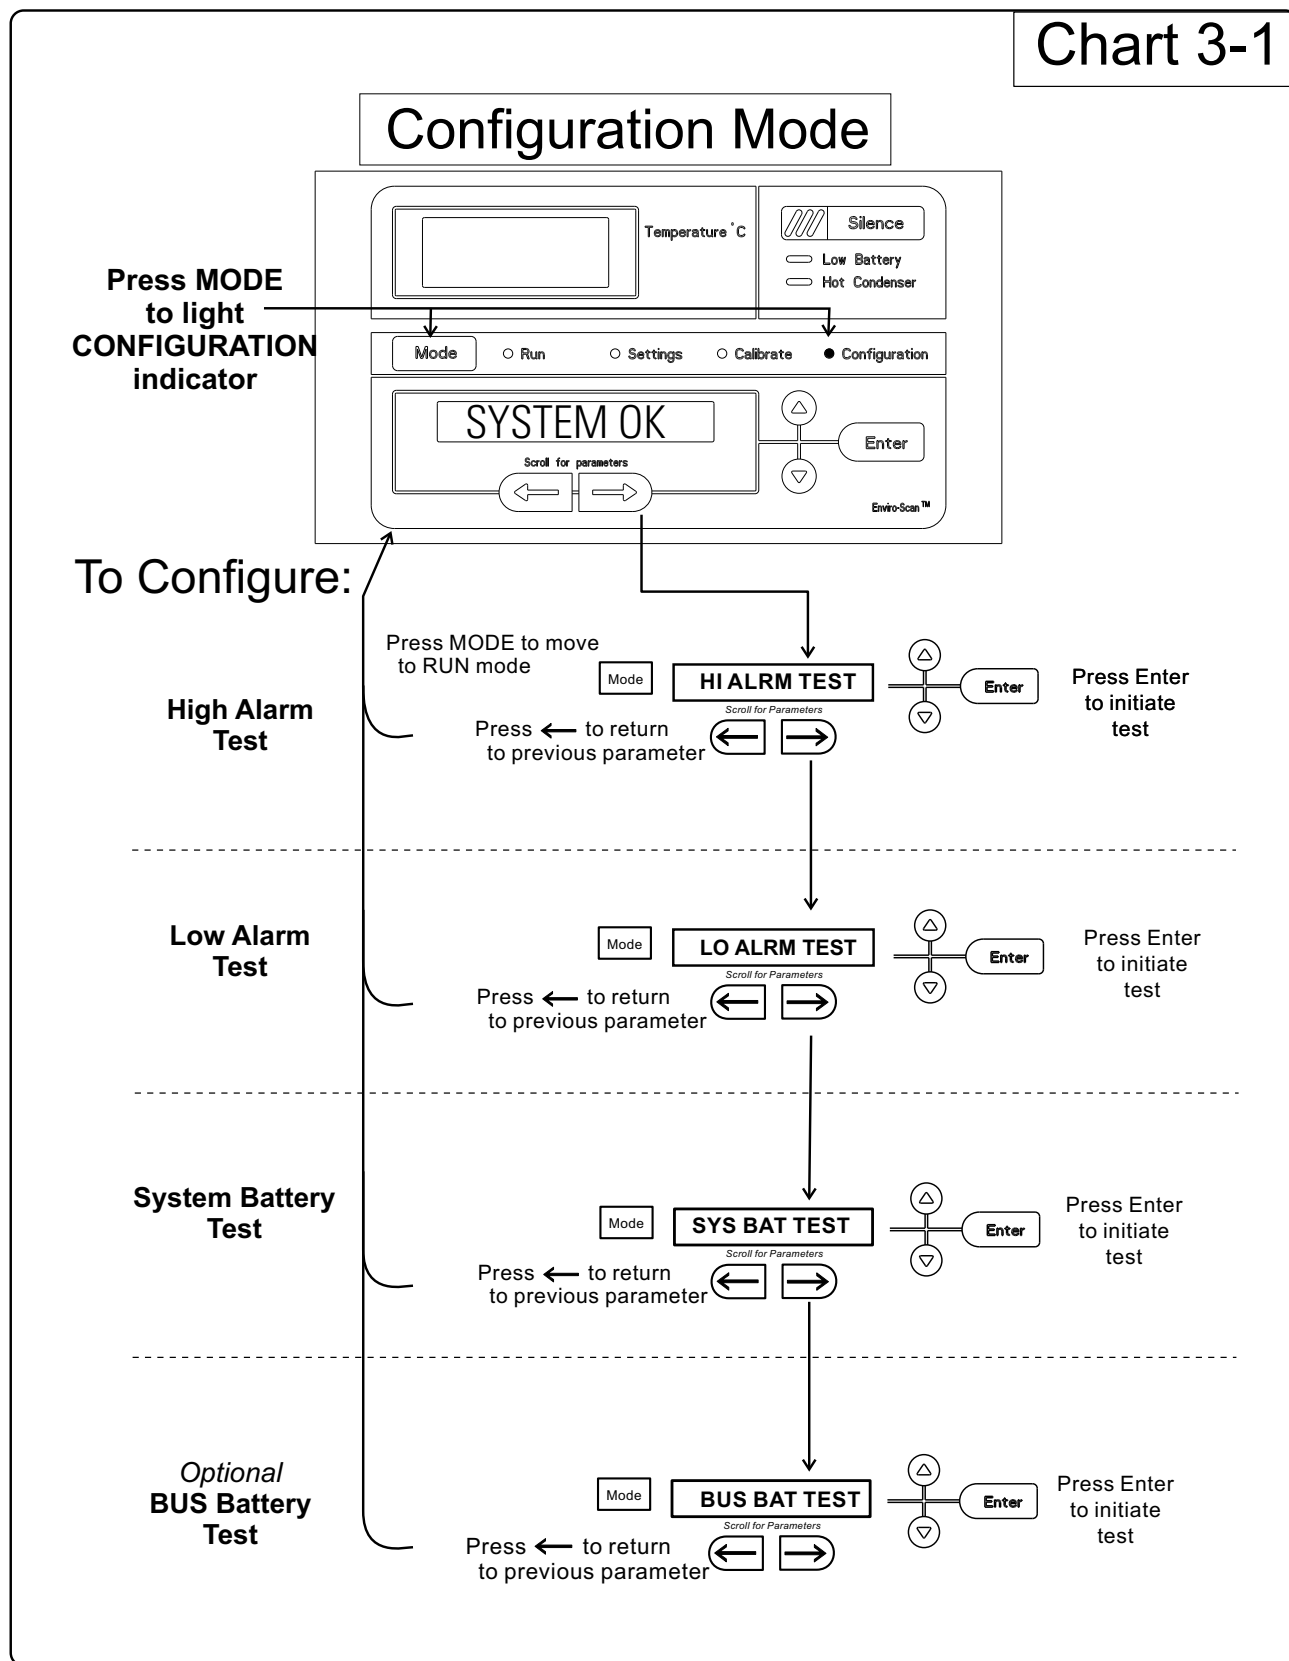 Chart 3-1
Configuration Mode
Temperature °C
Silence
Low Battery
Hot Condenser
Press MODE
to light
CONFIGURATION
indicator
Mode
Run
Settings
Calibrate
Configuration
SYSTEM OK
Scroll for parameters
Enter
Enviro-Scan™
To Configure:
Press MODE to move
to RUN mode
High Alarm
Test
Mode
HI ALRM TEST
Scroll for Parameters
Enter
Press Enter
to initiate
test
Press ← to return
to previous parameter
Low Alarm
Test
Mode
LO ALRM TEST
Scroll for Parameters
Enter
Press Enter
to initiate
test
Press ← to return
to previous parameter
System Battery
Test
Mode
SYS BAT TEST
Scroll for Parameters
Enter
Press Enter
to initiate
test
Press ← to return
to previous parameter
Optional
BUS Battery
Test
Mode
BUS BAT TEST
Scroll for Parameters
Enter
Press Enter
to initiate
test
Press ← to return
to previous parameter